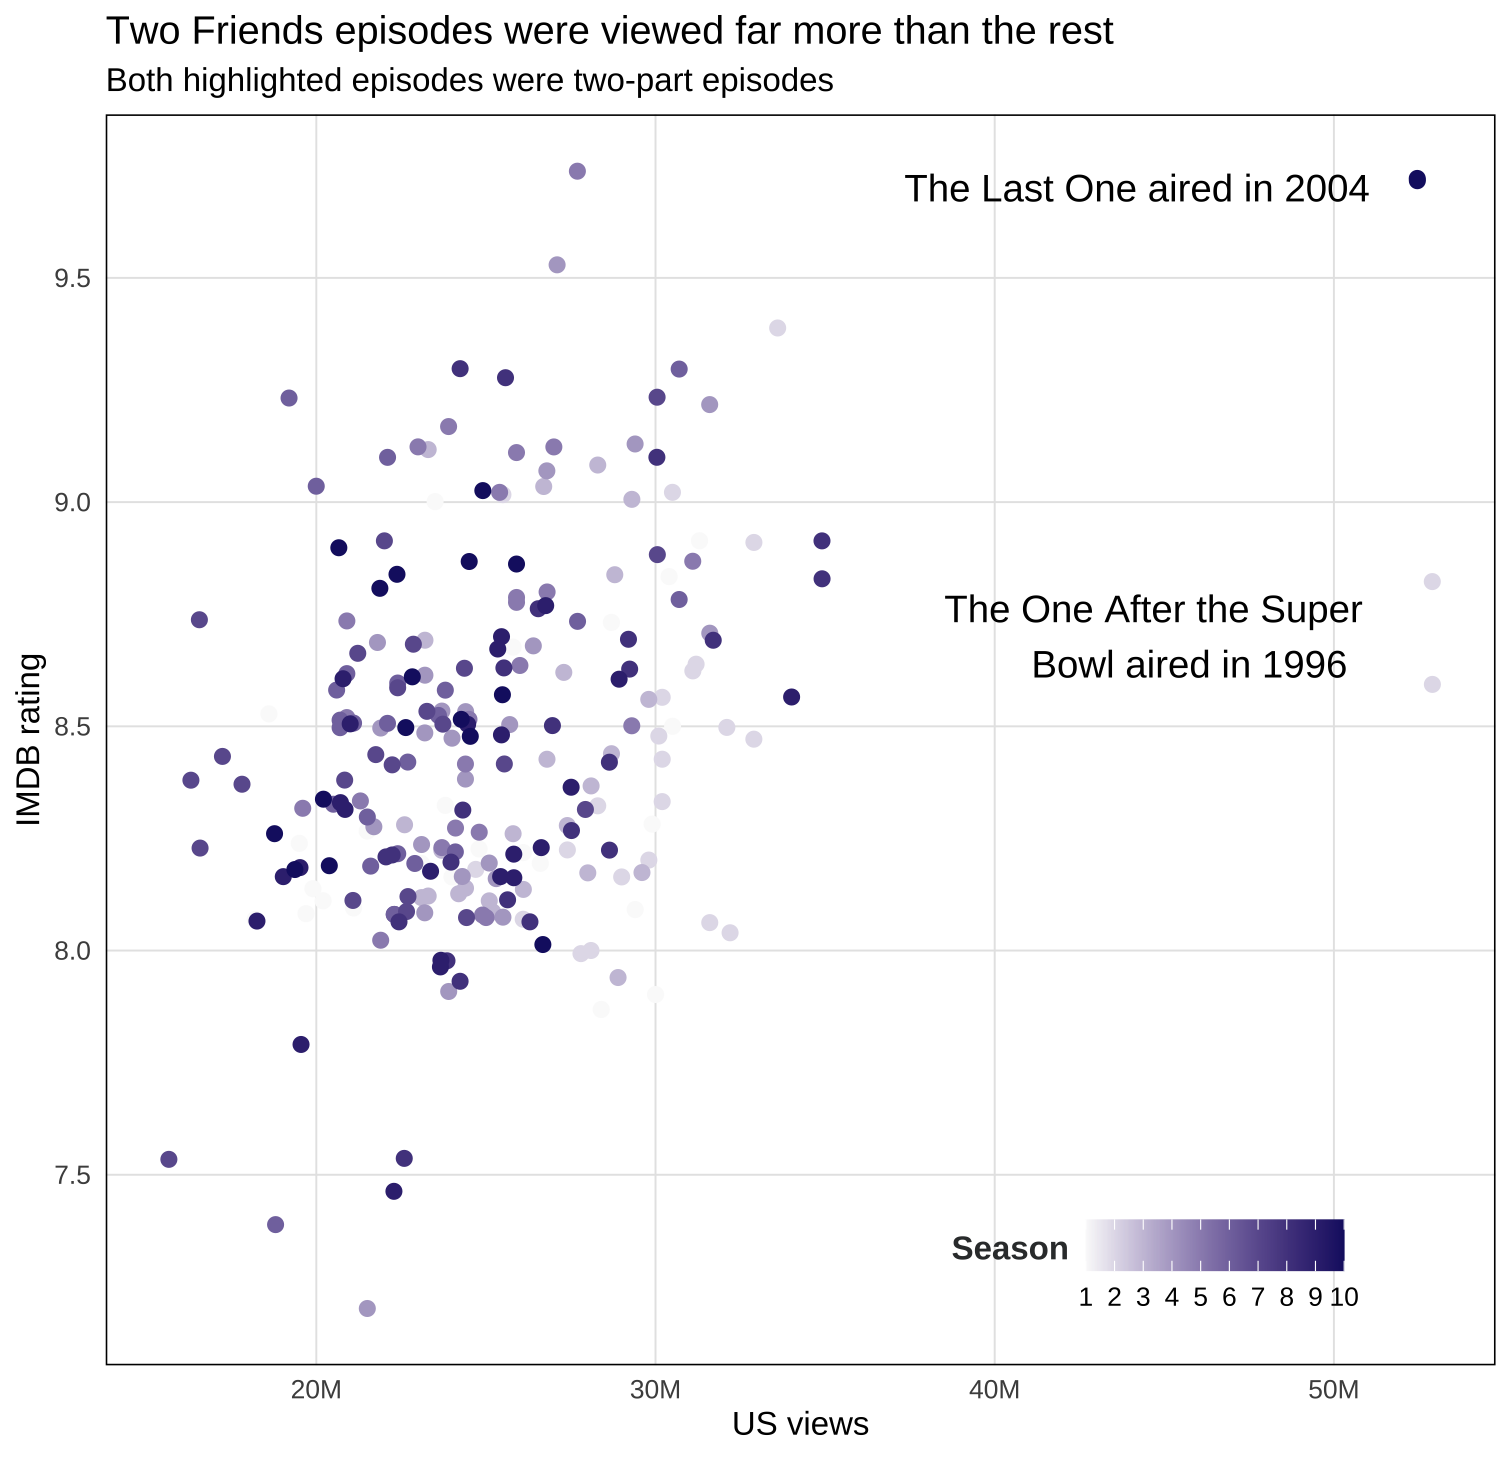 Two Friends episodes were viewed far more than the rest
Both highlighted episodes were two-part episodes
The Last One aired in 2004
9.5
9.0
The One After the Super
Bowl aired in 1996
IMDB rating
8.5
8.0
7.5
Season
1 2 3 4 5 6 7 8 9 10
20M 30M 40M 50M
US views